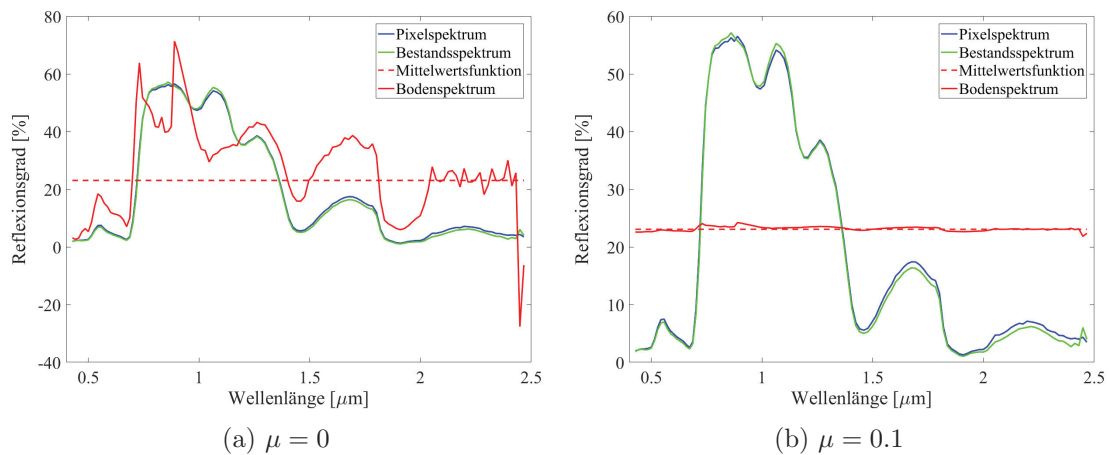 80
60
40
20
0
-20
-40
Reflexionsgrad [%]
0.5
1
1.5
2
2.5
Wellenlänge [μm]
Pixelspektrum
Bestandsspektrum
Mittelwertsfunktion
Bodenspektrum
(a) μ = 0
60
50
40
30
20
10
0
Reflexionsgrad [%]
0.5
1
1.5
2
2.5
Wellenlänge [μm]
Pixelspektrum
Bestandsspektrum
Mittelwertsfunktion
Bodenspektrum
(b) μ = 0.1